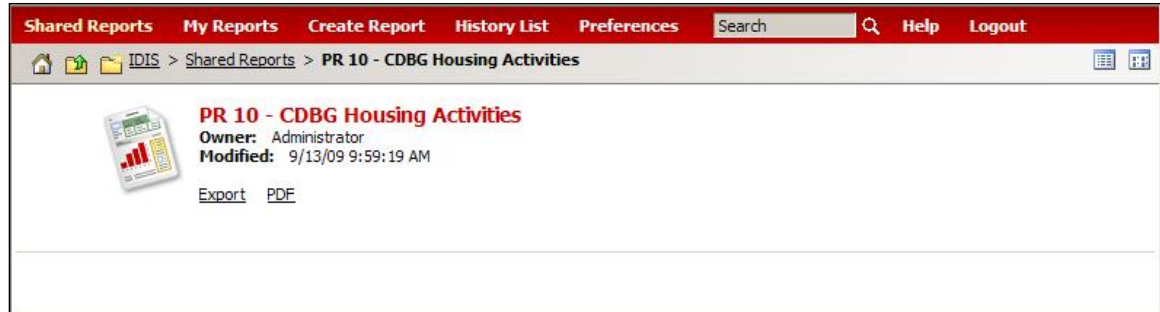 Shared Reports My Reports Create Report History List Preferences Search Help Logout
IDIS > Shared Reports > PR 10 - CDBG Housing Activities
PR 10 - CDBG Housing Activities
Owner: Administrator
Modified: 9/13/09 9:59:19 AM
Export PDF